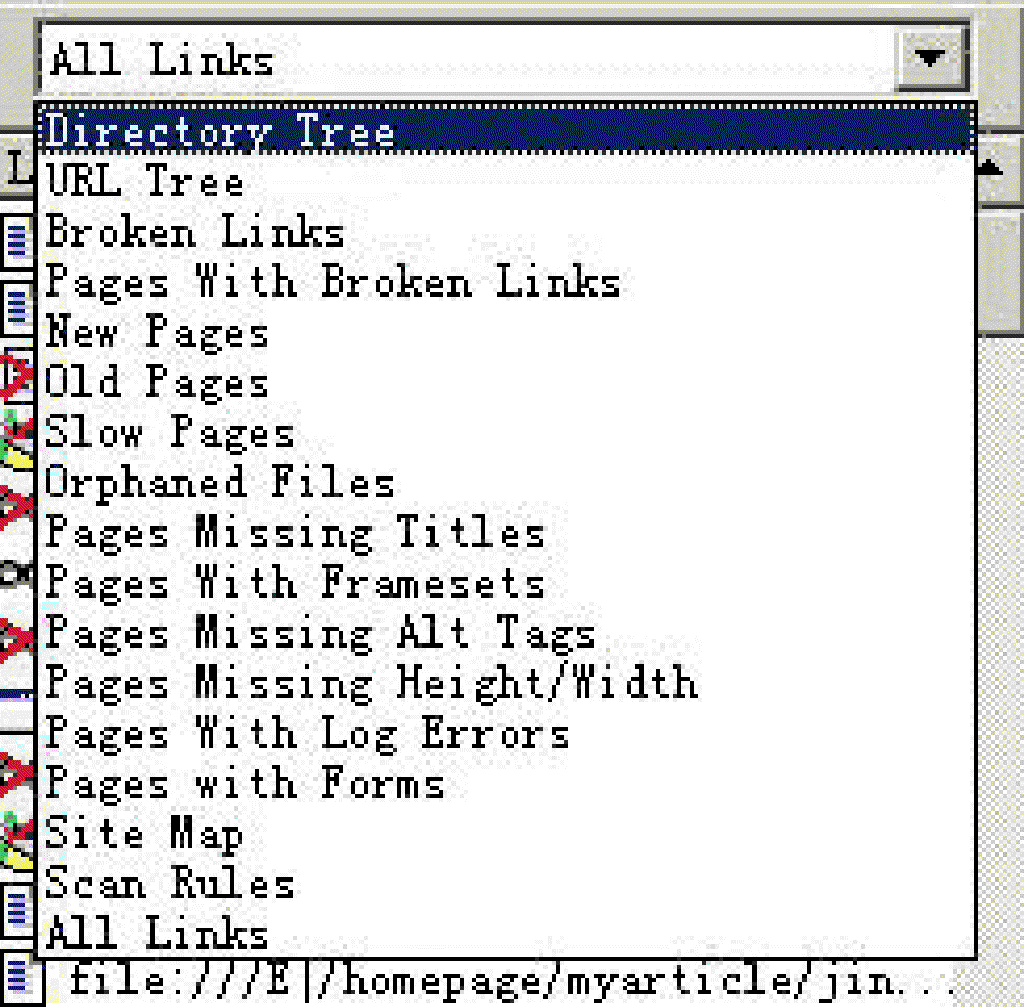 All Links
Directory Tree
L
URL Tree
Broken Links
Pages With Broken Links
New Pages
Old Pages
Slow Pages
Orphaned Files
Pages Missing Titles
Pages With Framesets
Pages Missing Alt Tags
Pages Missing Height/Width
Pages With Log Errors
Pages with Forms
Site Map
Scan Rules
All Links
file:///E|/homepage/myarticle/jin...